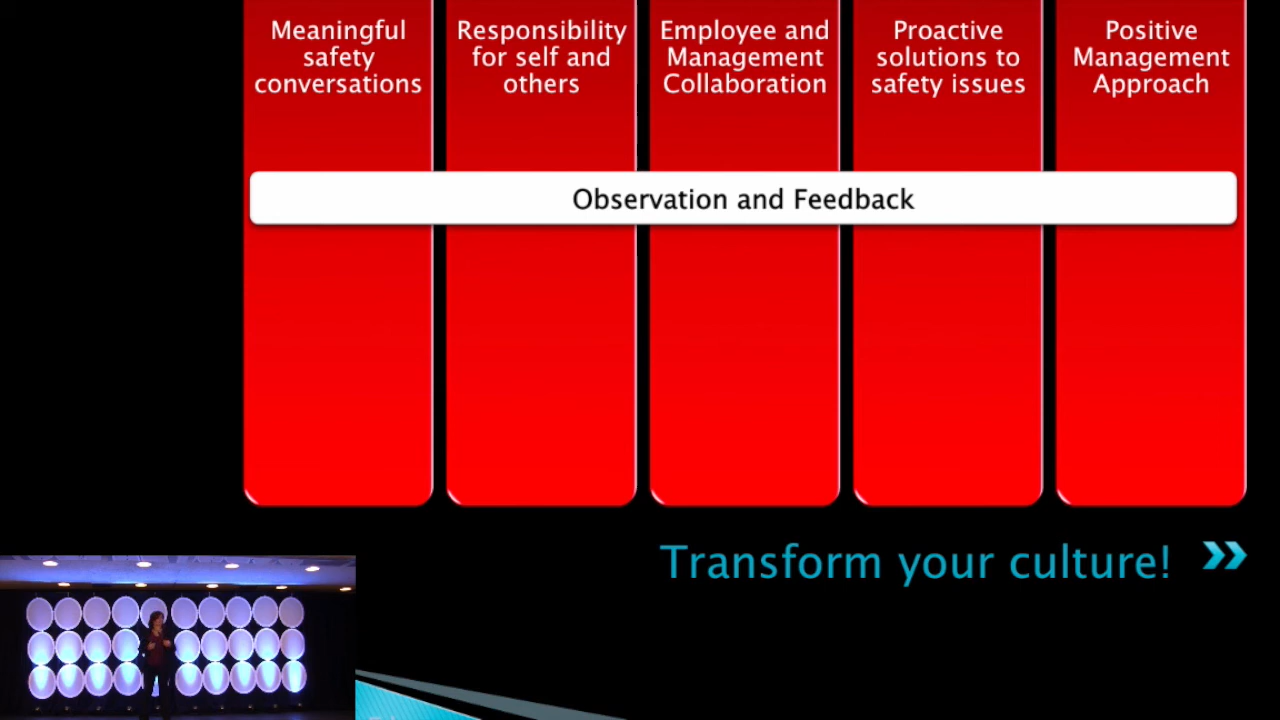 Meaningful
safety
conversations
Responsibility
for self and
others
Employee and
Management
Collaboration
Proactive
solutions to
safety issues
Positive
Management
Approach
Observation and Feedback
Transform your culture!